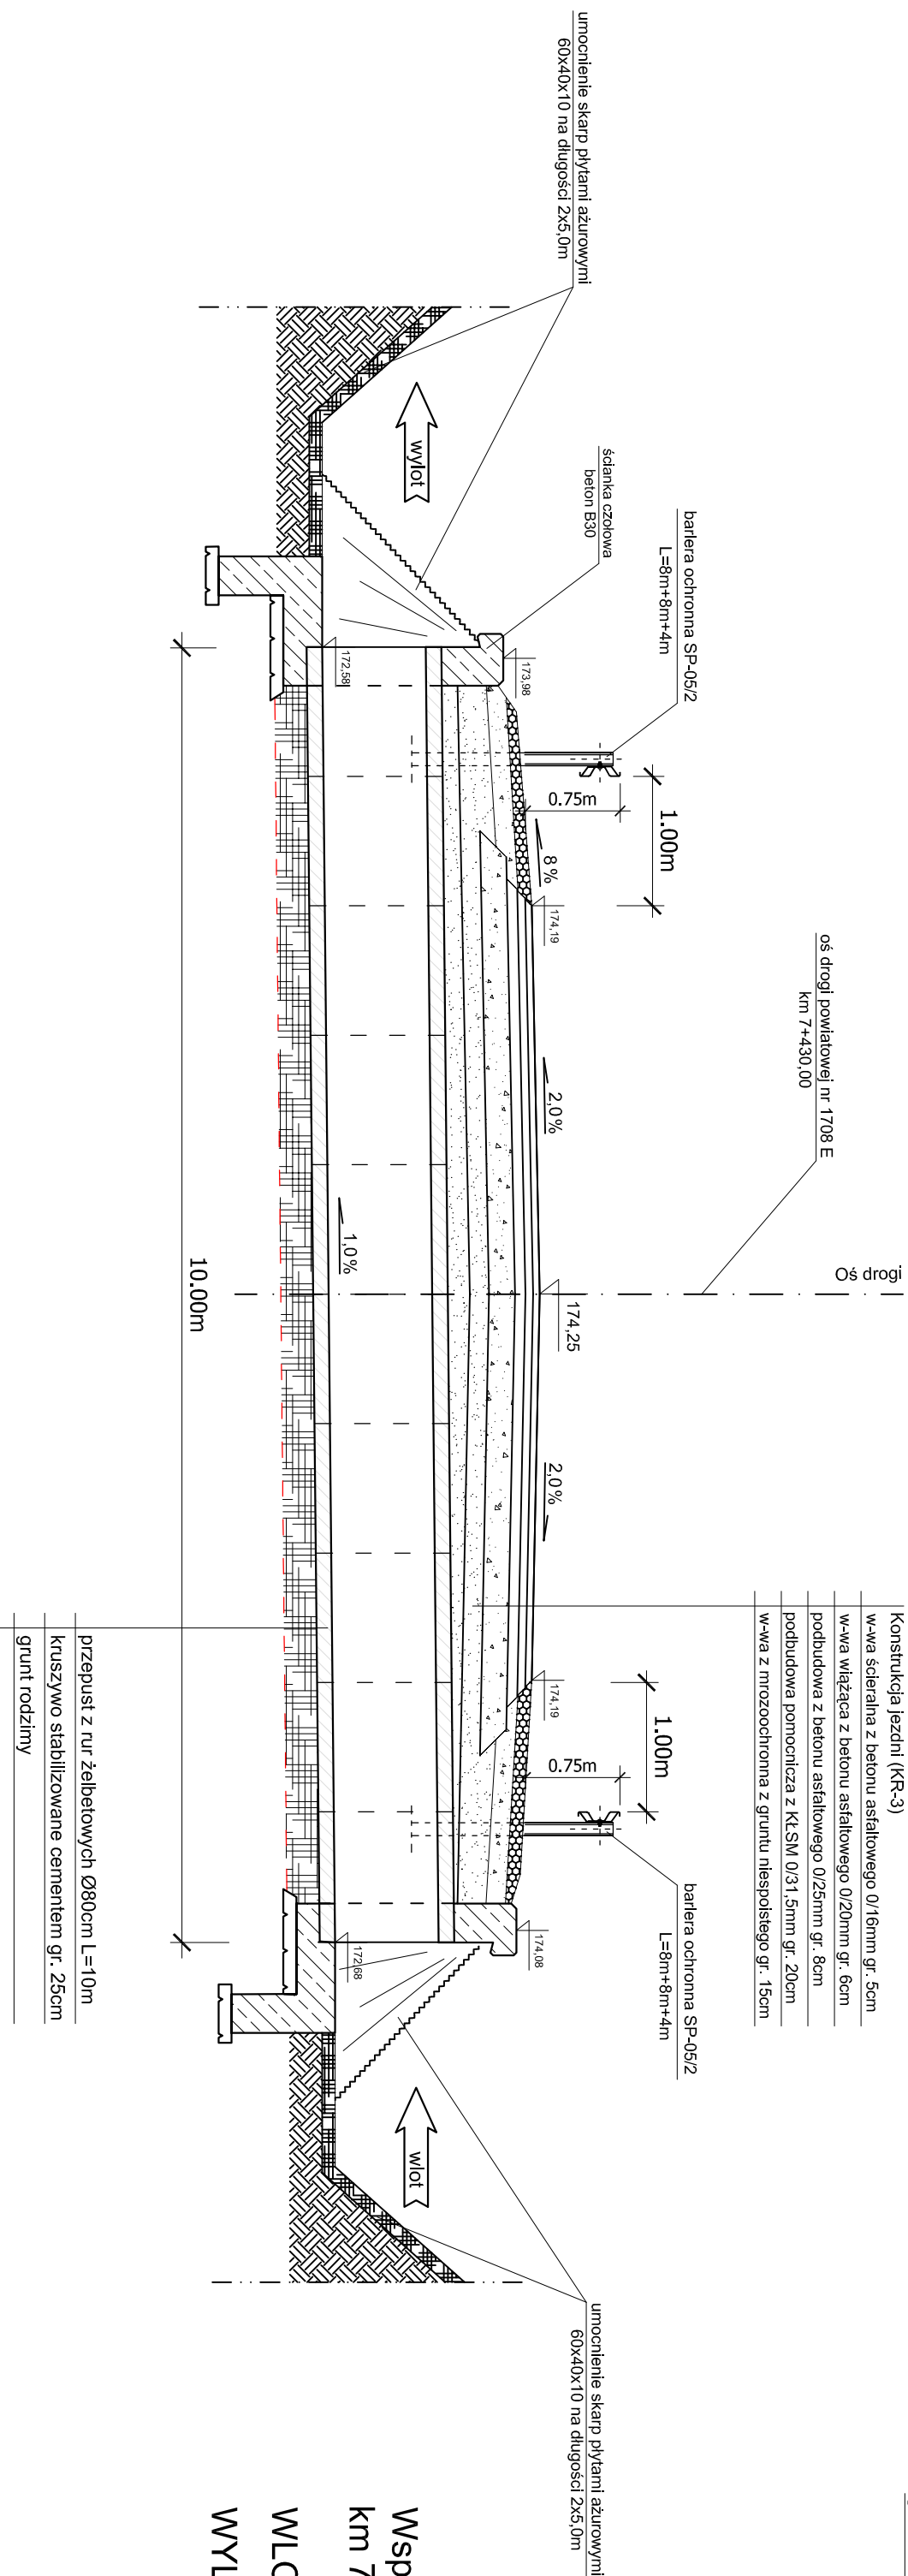 umocnienie skarp płytami ażurowymi
60x40x10 na długości 2x5,0m
wylot
ścianka czołowa
beton B30
bariera ochronna SP-05/2
L=8m+8m+4m
172,58
173,98
0.75m
1.00m
8%
174,19
oś drogi powiatowej nr 1708 E
km 7+430,00
2,0%
1,0%
10.00m
Oś drogi
174,25
2,0%
Konstrukcja jezdni (KR-3)
w-wa ścieralna z betonu asfaltowego 0/16mm gr. 5cm
w-wa wiążąca z betonu asfaltowego 0/20mm gr. 6cm
podbudowa z betonu asfaltowego 0/25mm gr. 8cm
podbudowa pomocnicza z KŁSM 0/31,5mm gr. 20cm
w-wa z mrozoochronna z gruntu niespoistego gr. 15cm
przepust z rur żelbetowych Ø80cm L=10m
kruszywo stabilizowane cementem gr. 25cm
grunt rodzimy
174,19
1.00m
0.75m
bariera ochronna SP-05/2
L=8m+8m+4m
174,08
172,68
wlot
umocnienie skarp płytami ażurowymi
60x40x10 na długości 2x5,0m
Wsp
km 7
WLO
WYL